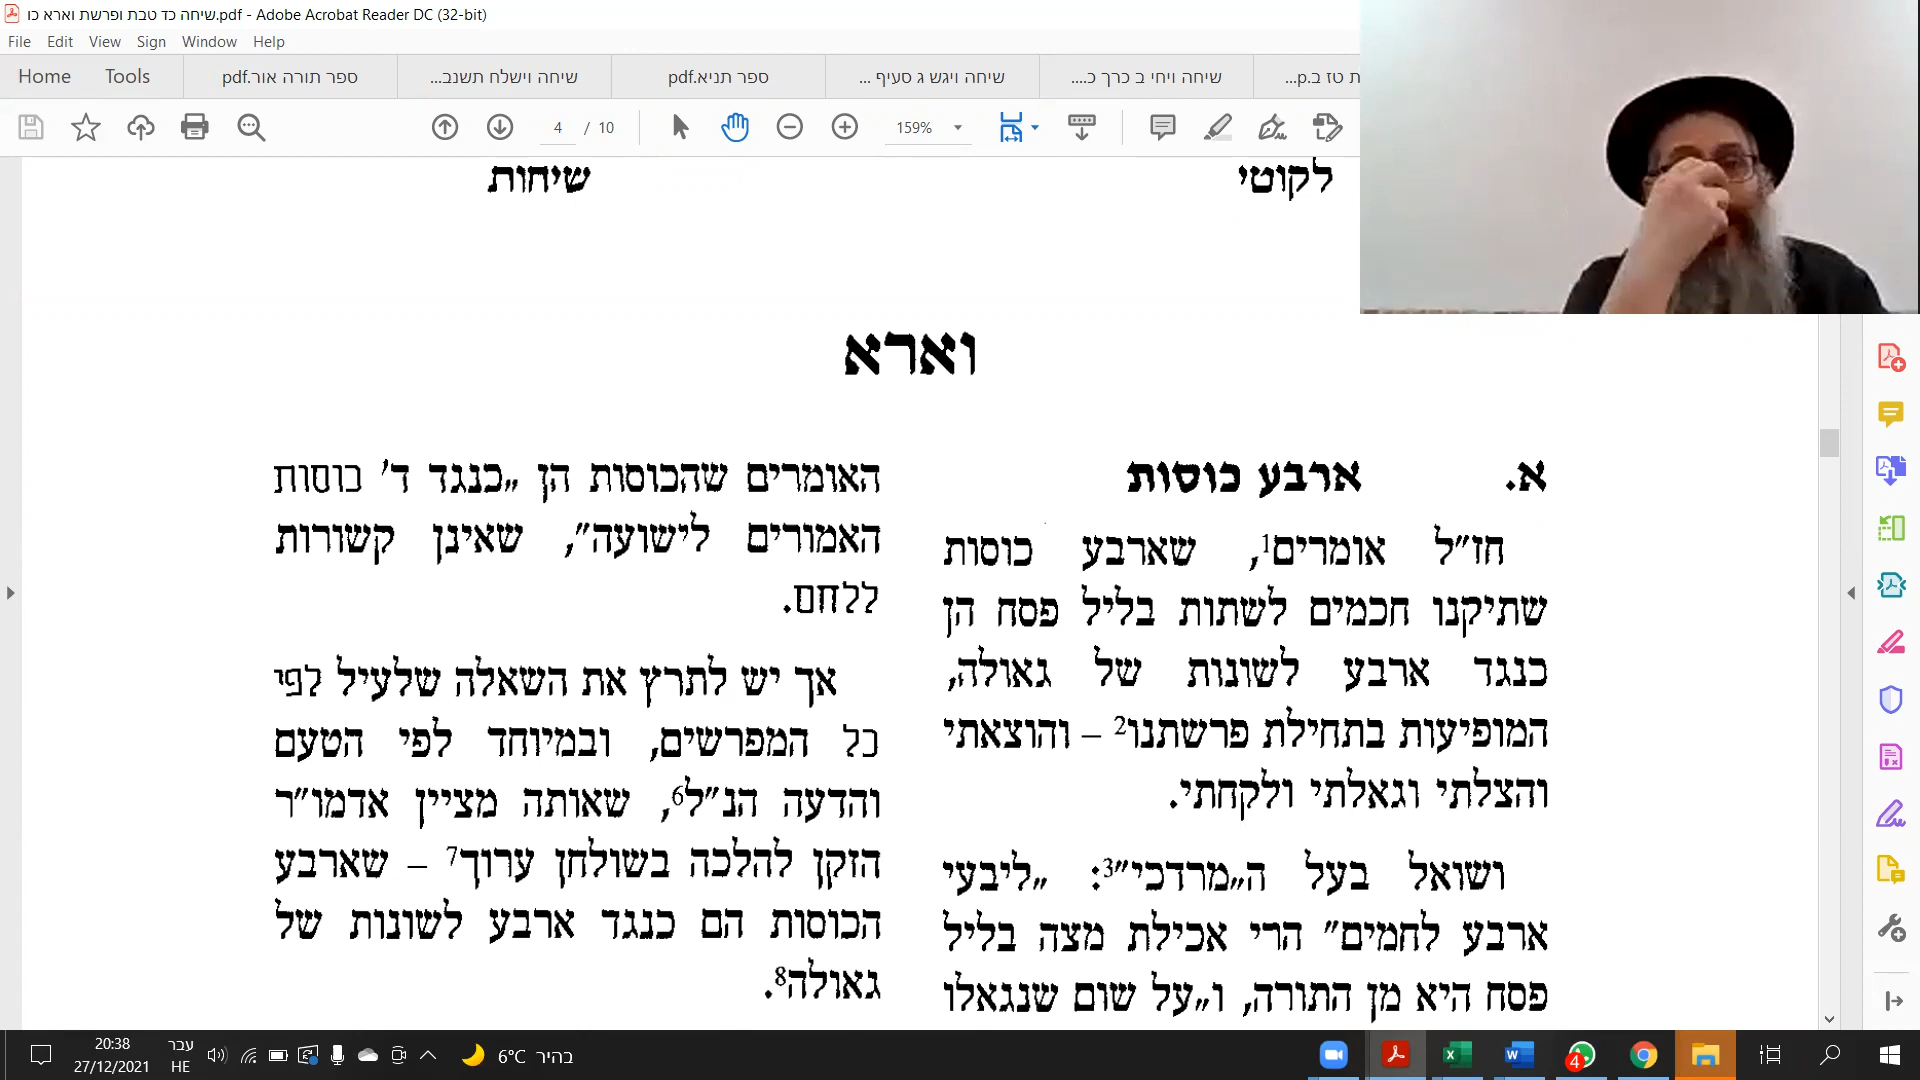 שיחה כד טבת ופרשת וארא כו.pdf - Adobe Acrobat Reader DC (32-bit)
File Edit View Sign Window Help
Home Tools ספר תורה אור.pdf שיחה וישלח תשנב... ספר תניא.pdf שיחה ויגש ג סעיף ... שיחה ויחי ב כרך כ.... ת טז ב.p...
4 / 10 159%
לקוטי שיחות
וארא
א. ארבע כוסות
חז״ל אומרים1, שארבע כוסות
שתיקנו חכמים לשתות בליל פסח הן
כנגד ארבע לשונות של גאולה,
המופיעות בתחילת פרשתנו2 – והוצאתי
והצלתי וגאלתי ולקחתי.
ושואל בעל ה„מרדכי״3: „ליבעי
ארבע לחמים״ הרי אכילת מצה בליל
פסח היא מן התורה, ו„על שום שנגאלו
האומרים שהכוסות הן „כנגד ד׳ כוסות
האמורים לישועה״, שאינן קשורות
ללחם.
אך יש לתרץ את השאלה שלעיל לפי
כל המפרשים, ובמיוחד לפי הטעם
והדעה הנ״ל6, שאותה מציין אדמו״ר
הזקן להלכה בשולחן ערוך7 – שארבע
הכוסות הם כנגד ארבע לשונות של
גאולה8.
20:38
27/12/2021
עבר
HE
6°C בהיר
4